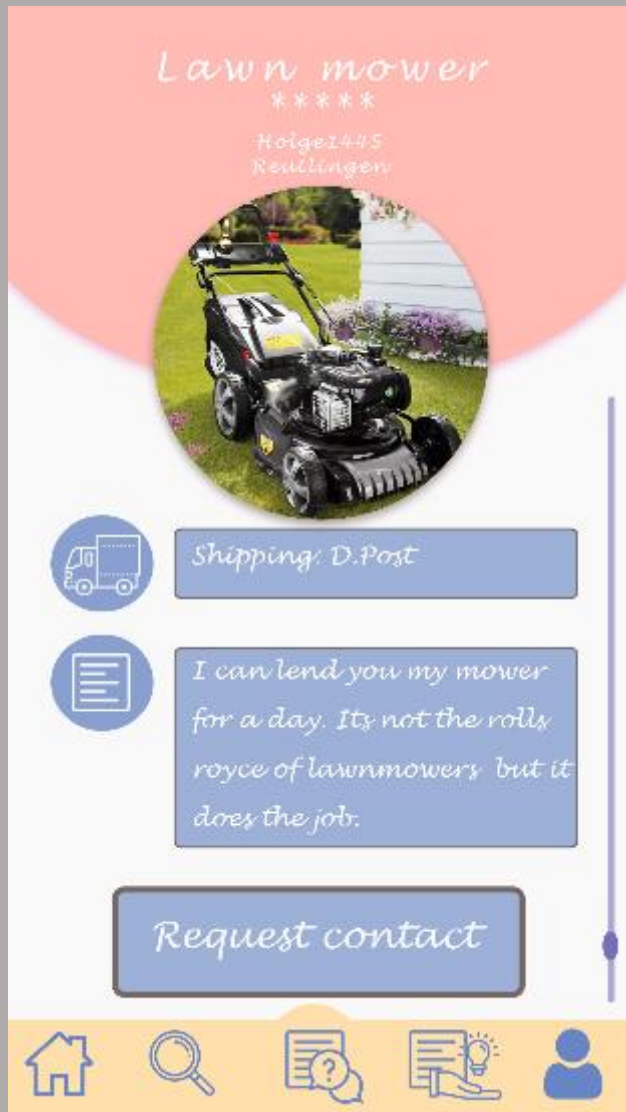 Lawn mower
*****
Holge1445
Reutlingen
Shipping: D.Post
I can lend you my mower
for a day. Its not the rolls
royce of lawnmowers but it
does the job.
Request contact
?